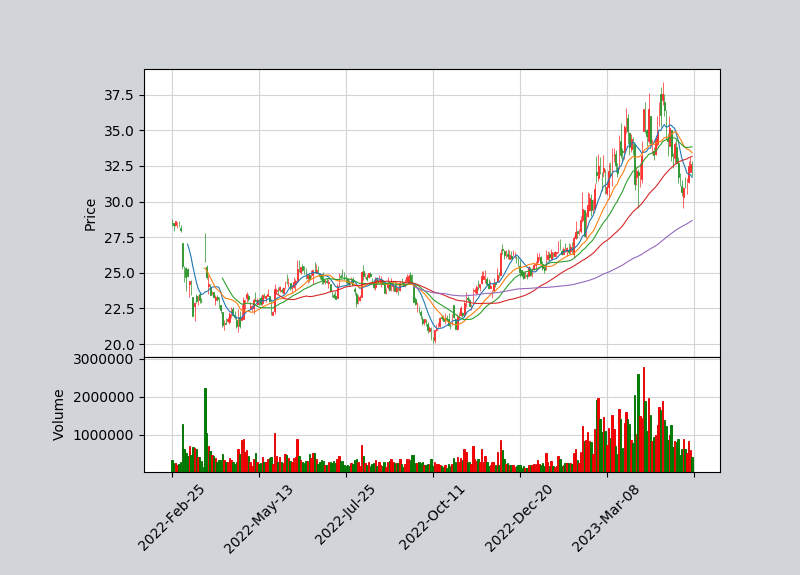 37.5
35.0
32.5
30.0
27.5
25.0
22.5
20.0
Price
3000000
2000000
1000000
Volume
2022-Feb-25
2022-May-13
2022-Jul-25
2022-Oct-11
2022-Dec-20
2023-Mar-08